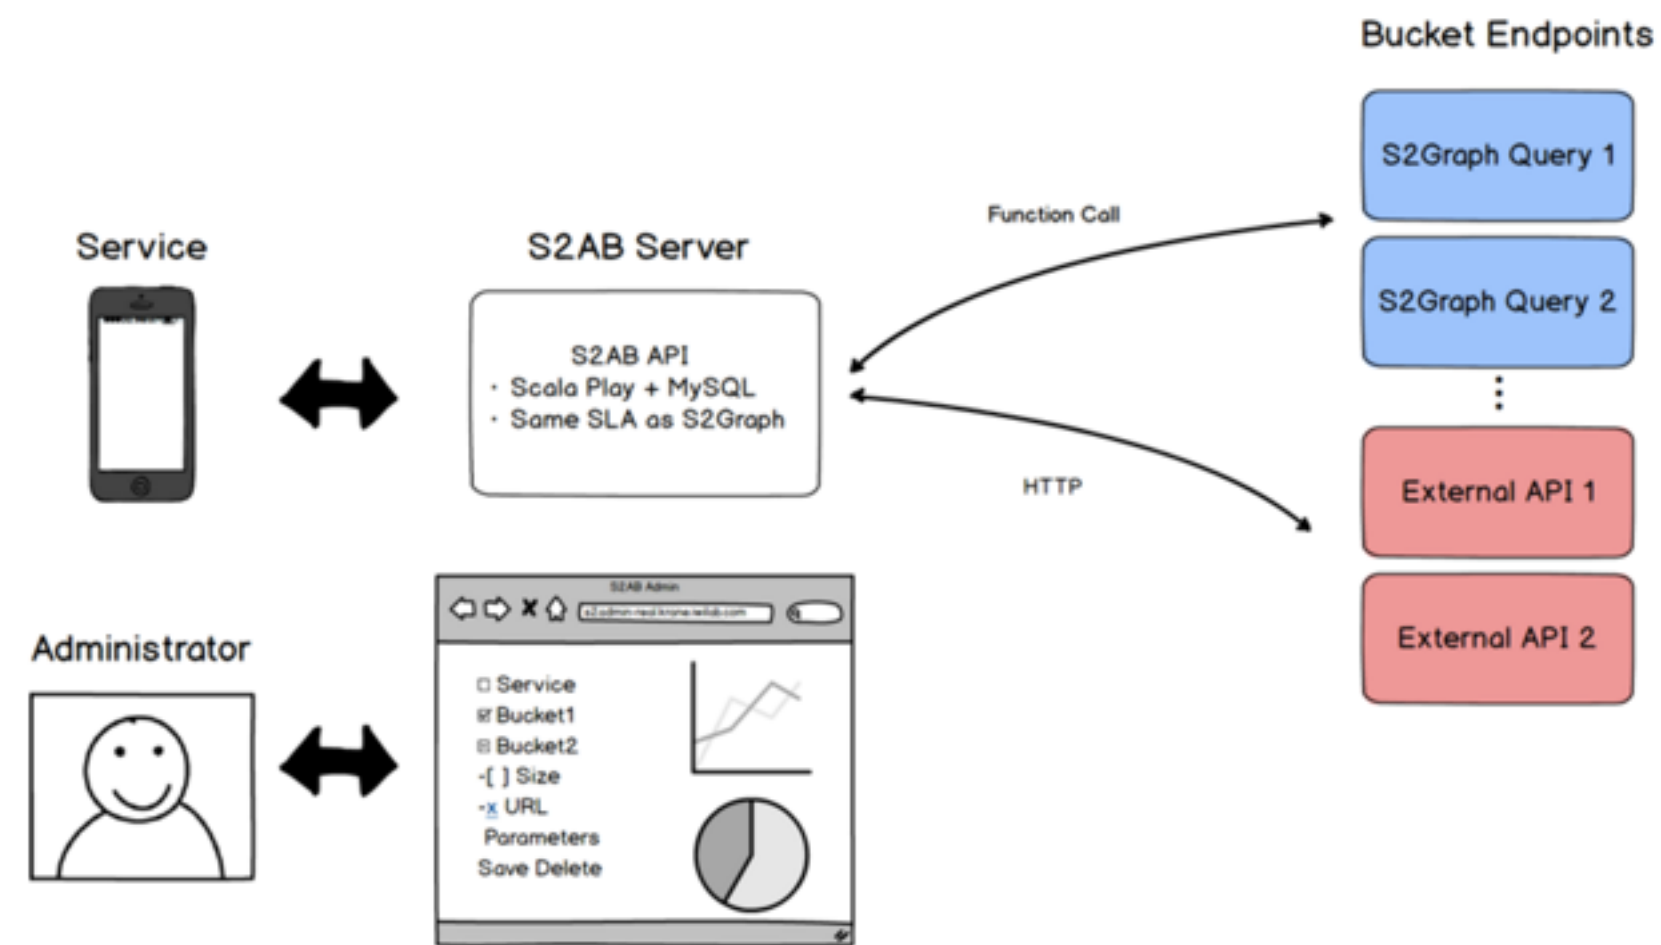 Bucket Endpoints
S2Graph Query 1
Function Call
Service
S2AB Server
S2Graph Query 2
S2AB API
· Scala Play + MySQL
· Same SLA as S2Graph
HTTP
External API 1
External API 2
Administrator
S2AB Admin
Service
Bucket1
Bucket2
-[ ] Size
-x URL
Parameters
Save Delete